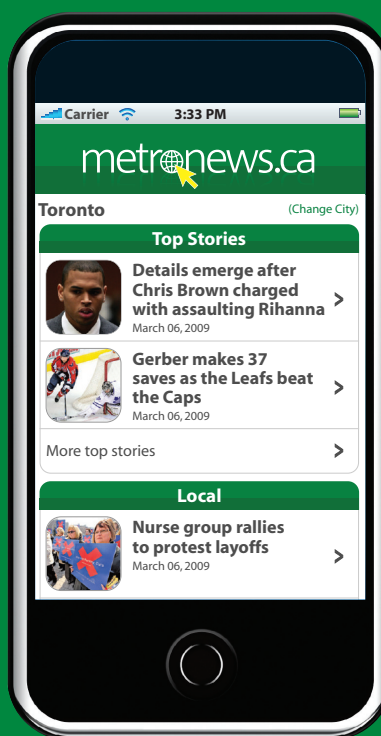 Carrier 3:33 PM
metronews.ca
Toronto (Change City)
Top Stories
Details emerge after
Chris Brown charged
with assaulting Rihanna
March 06, 2009
Gerber makes 37
saves as the Leafs beat
the Caps
March 06, 2009
More top stories
Local
Nurse group rallies
to protest layoffs
March 06, 2009